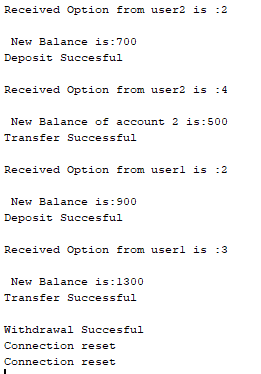 Received Option from user2 is :2
New Balance is:700
Deposit Succesful
Received Option from user2 is :4
New Balance of account 2 is:500
Transfer Successful
Received Option from user1 is :2
New Balance is:900
Deposit Succesful
Received Option from user1 is :3
New Balance is:1300
Transfer Successful
Withdrawal Succesful
Connection reset
Connection reset